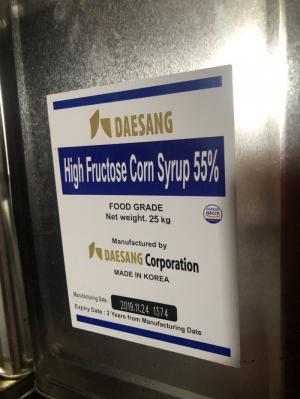 DAESANG
High Fructose Corn Syrup 55%
FOOD GRADE
Net weight. 25 kg
HACCP
Manufactured by
DAESANG Corporation
MADE IN KOREA
Manufacturing Date : 2019.11.24 1374
Expiry Date : 2 Years from Manufacturing Date